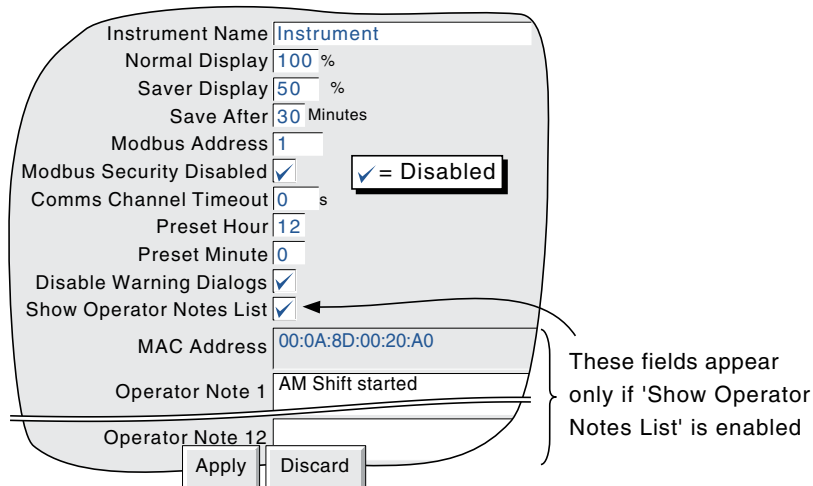 Instrument Name Instrument
Normal Display 100 %
Saver Display 50 %
Save After 30 Minutes
Modbus Address 1
Modbus Security Disabled ✓
✓= Disabled
Comms Channel Timeout 0 s
Preset Hour 12
Preset Minute 0
Disable Warning Dialogs ✓
Show Operator Notes List ✓
MAC Address 00:0A:8D:00:20:A0
Operator Note 1 AM Shift started
Operator Note 12
Apply Discard
These fields appear
only if 'Show Operator
Notes List' is enabled